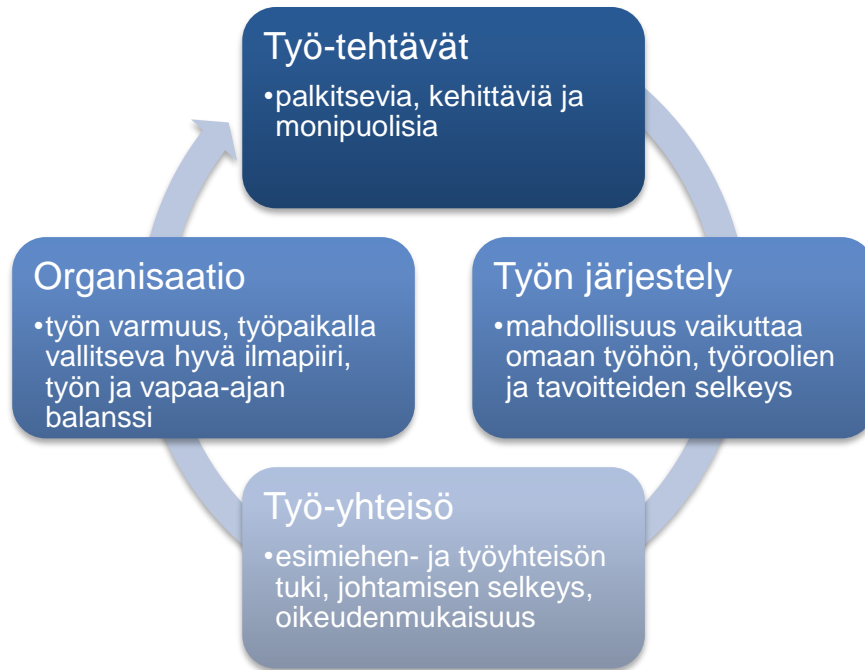 Työ-tehtävät
•palkitsevia, kehittäviä ja
monipuolisia
Työn järjestely
•mahdollisuus vaikuttaa
omaan työhön, työroolien
ja tavoitteiden selkeys
Työ-yhteisö
•esimiehen- ja työyhteisön
tuki, johtamisen selkeys,
oikeudenmukaisuus
Organisaatio
•työn varmuus, työpaikalla
vallitseva hyvä ilmapiiri,
työn ja vapaa-ajan
balanssi